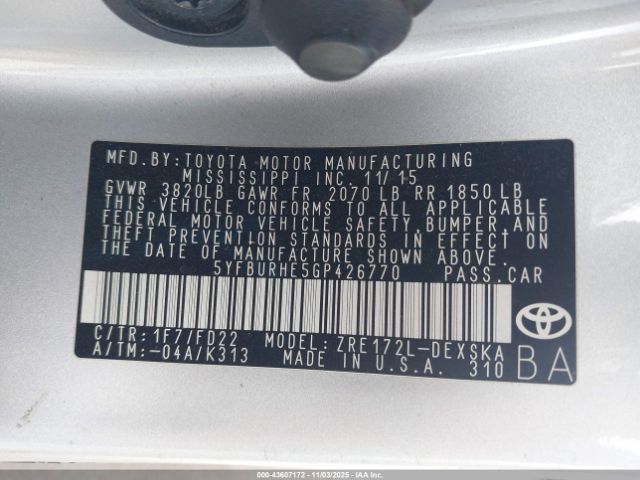 MFD.BY:TOYOTA MOTOR MANUFACTURING
MISSISSIPPI INC. 11/15
GVWR 3820LB GAWR FR 2070 LB RR 1850 LB
THIS VEHICLE CONFORMS TO ALL APPLICABLE
FEDERAL MOTOR VEHICLE SAFETY,BUMPER,AND
THEFT PREVENTION STANDARDS IN EFFECT ON
THE DATE OF MANUFACTURE SHOWN ABOVE.
5YFBURHE5GP426770 PASS.CAR
C/TR:1F7/FD22 MODEL: ZRE172L-DEXSKA
A/TM:-04A/K313 MADE IN U.S.A. 310
TOYOTA
BA
000-43607172 - 11/03/2025 - IAA Inc.